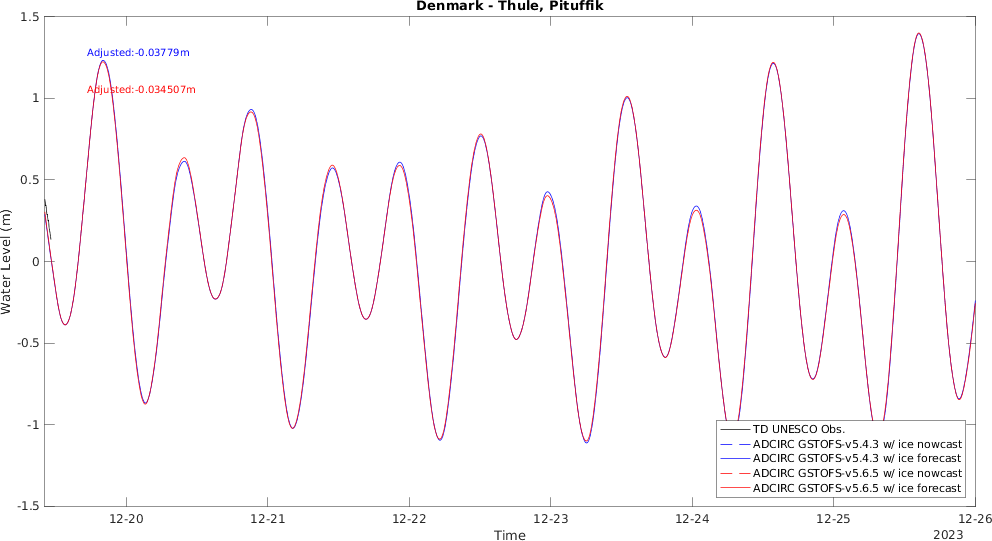 Denmark - Thule, Pituffik
Adjusted:-0.03779m
Adjusted:-0.034507m
Water Level (m)
1.5
1
0.5
0
-0.5
-1
-1.5
TD UNESCO Obs.
ADCIRC GSTOFS-v5.4.3 w/ ice nowcast
ADCIRC GSTOFS-v5.4.3 w/ ice forecast
ADCIRC GSTOFS-v5.6.5 w/ ice nowcast
ADCIRC GSTOFS-v5.6.5 w/ ice forecast
12-20 12-21 12-22 12-23 12-24 12-25 12-26
Time
2023